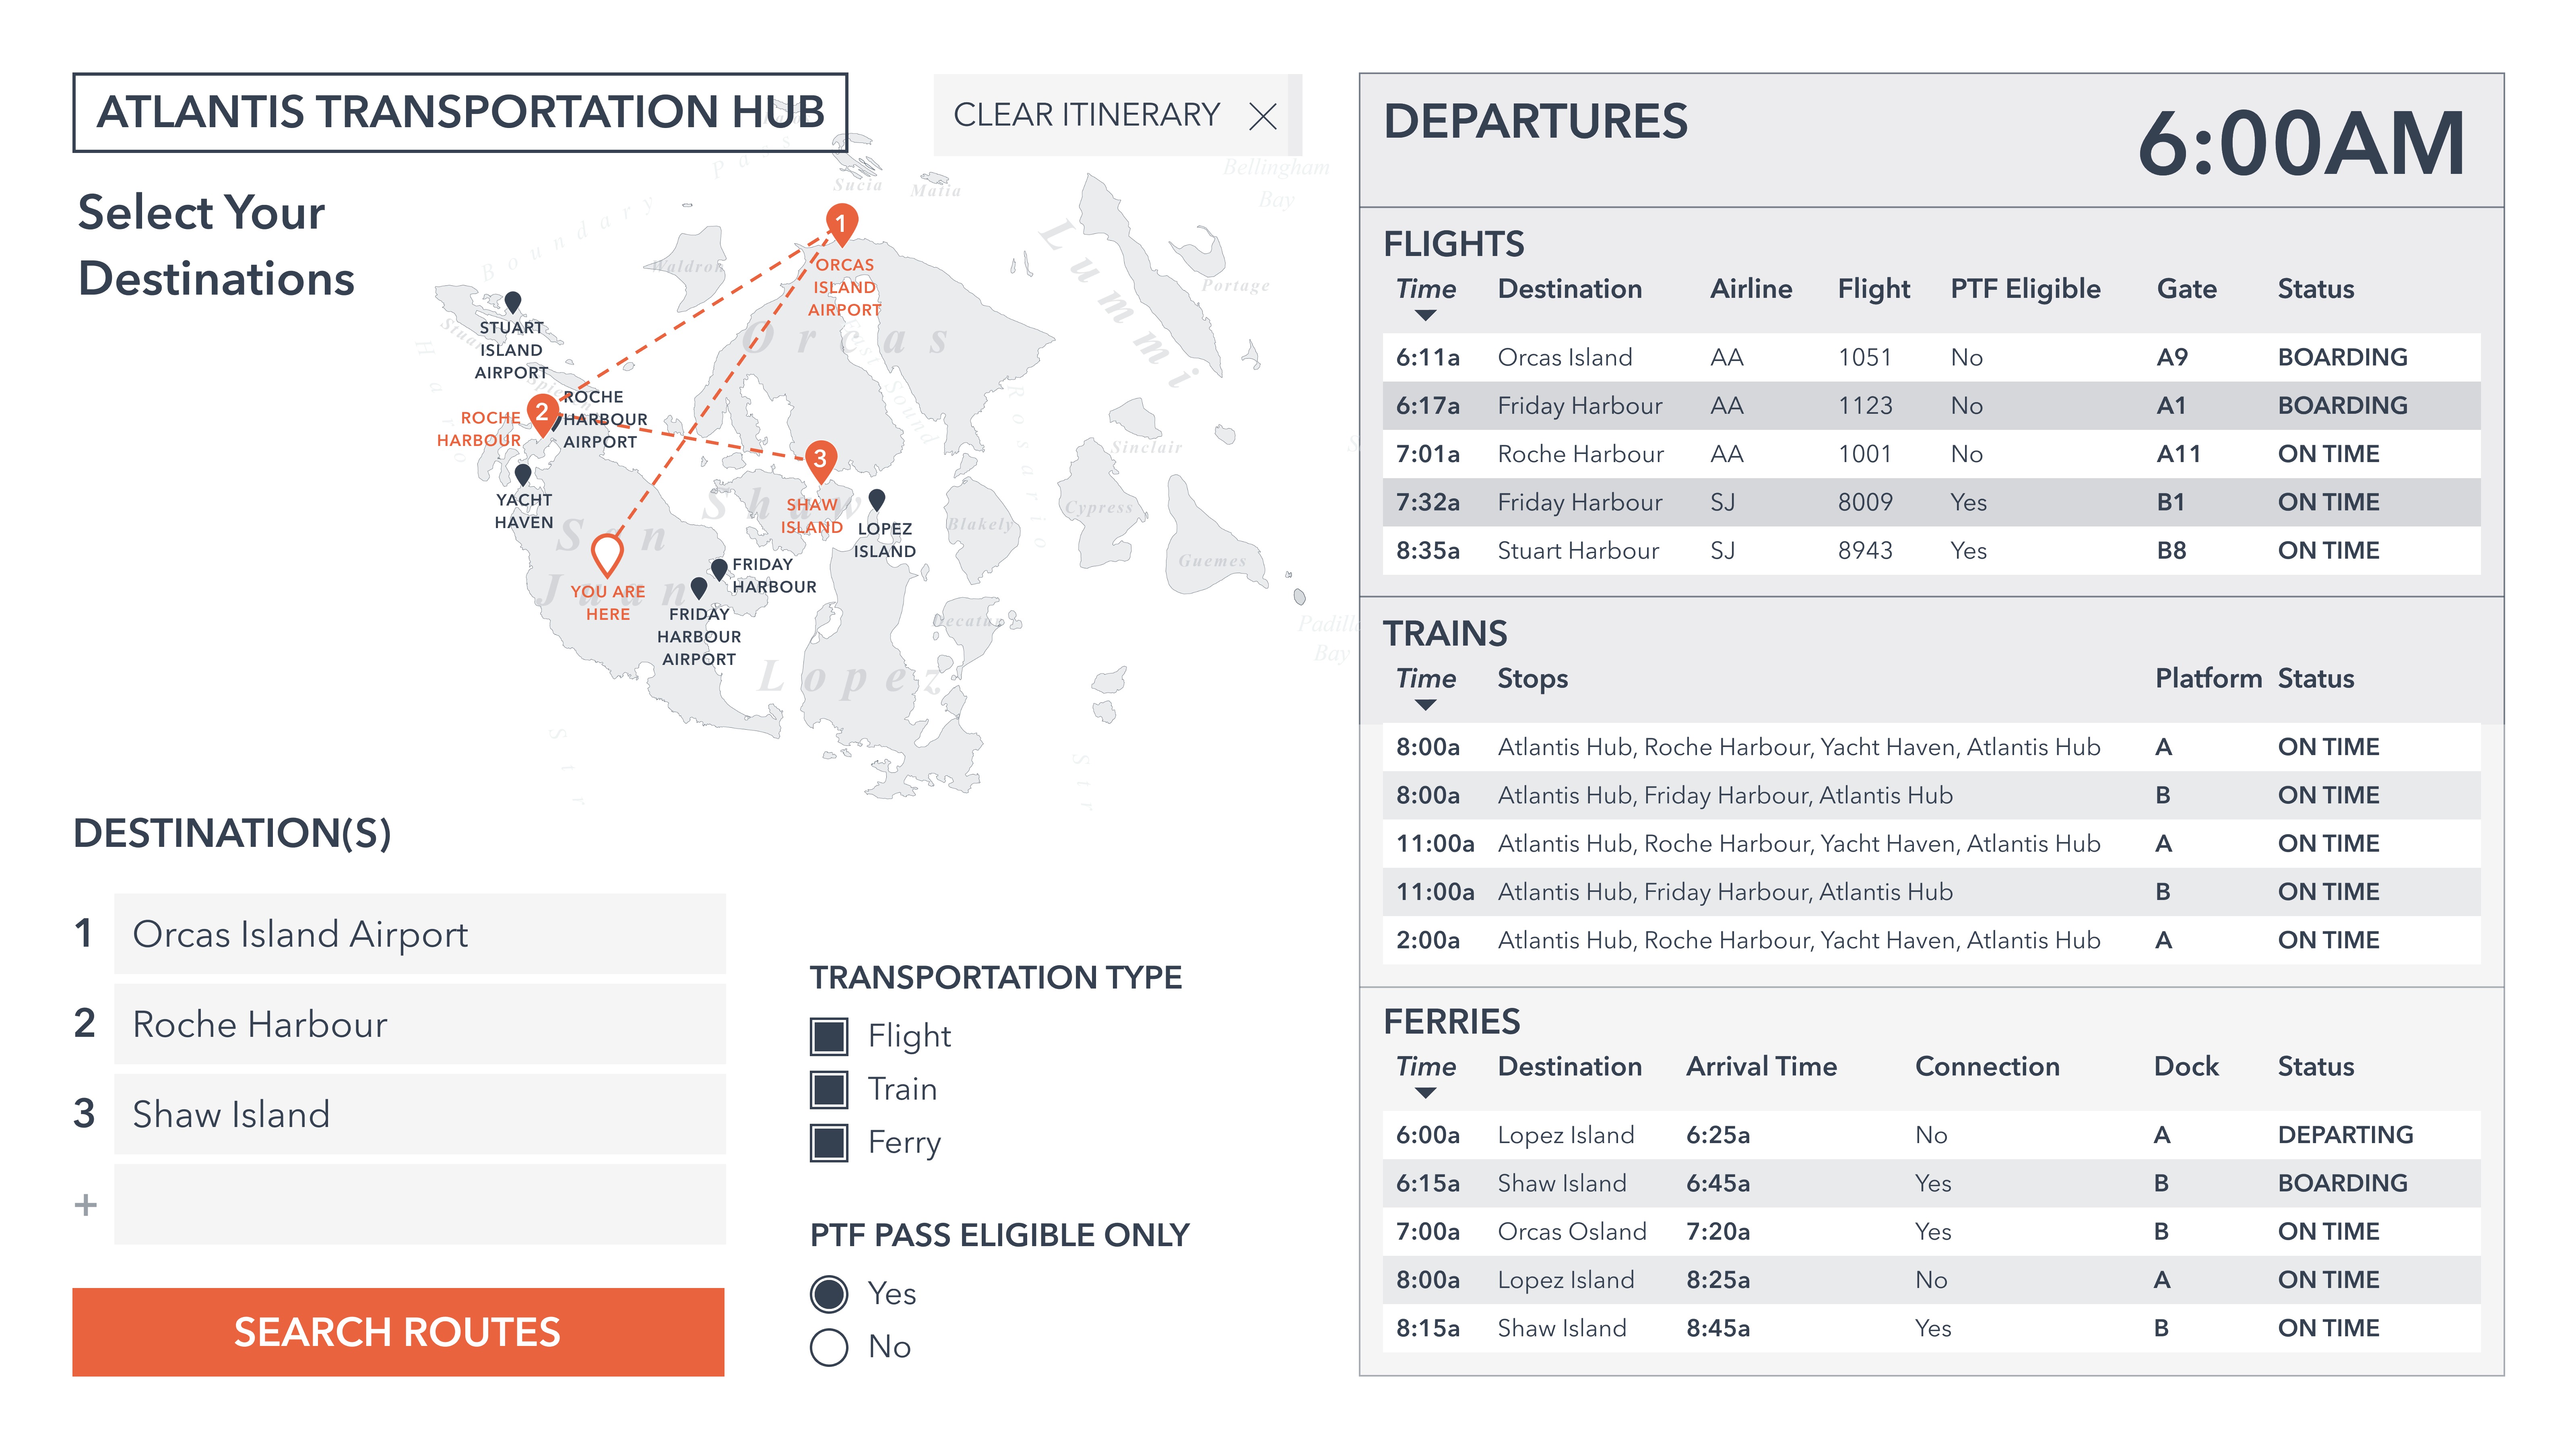 ATLANTIS TRANSPORTATION HUB
CLEAR ITINERARY
Select Your
Destinations
Sucia
Matia
Bellingham
Bay
Boundary
Waldron
Lummi
Portage
1
ORCAS
ISLAND
AIRPORT
Orcas
STUART
ISLAND
AIRPORT
2
ROCHE
HARBOUR
ROCHE
HARBOUR
AIRPORT
Sound
Rosario
Sinclair
3
SHAW
ISLAND
Shaw
YACHT
HAVEN
LOPEZ
ISLAND
Blakely
Cypress
Guemes
San
Juan
YOU ARE
HERE
FRIDAY
HARBOUR
FRIDAY
HARBOUR
AIRPORT
Decatur
Lopez
Padilla
Bay
DESTINATION(S)
1 Orcas Island Airport
2 Roche Harbour
3 Shaw Island
+
SEARCH ROUTES
TRANSPORTATION TYPE
Flight
Train
Ferry
PTF PASS ELIGIBLE ONLY
Yes
No
DEPARTURES
6:00AM
FLIGHTS
Time Destination Airline Flight PTF Eligible Gate Status
6:11a Orcas Island AA 1051 No A9 BOARDING
6:17a Friday Harbour AA 1123 No A1 BOARDING
7:01a Roche Harbour AA 1001 No A11 ON TIME
7:32a Friday Harbour SJ 8009 Yes B1 ON TIME
8:35a Stuart Harbour SJ 8943 Yes B8 ON TIME
TRAINS
Time Stops Platform Status
8:00a Atlantis Hub, Roche Harbour, Yacht Haven, Atlantis Hub A ON TIME
8:00a Atlantis Hub, Friday Harbour, Atlantis Hub B ON TIME
11:00a Atlantis Hub, Roche Harbour, Yacht Haven, Atlantis Hub A ON TIME
11:00a Atlantis Hub, Friday Harbour, Atlantis Hub B ON TIME
2:00a Atlantis Hub, Roche Harbour, Yacht Haven, Atlantis Hub A ON TIME
FERRIES
Time Destination Arrival Time Connection Dock Status
6:00a Lopez Island 6:25a No A DEPARTING
6:15a Shaw Island 6:45a Yes B BOARDING
7:00a Orcas Osland 7:20a Yes B ON TIME
8:00a Lopez Island 8:25a No A ON TIME
8:15a Shaw Island 8:45a Yes B ON TIME